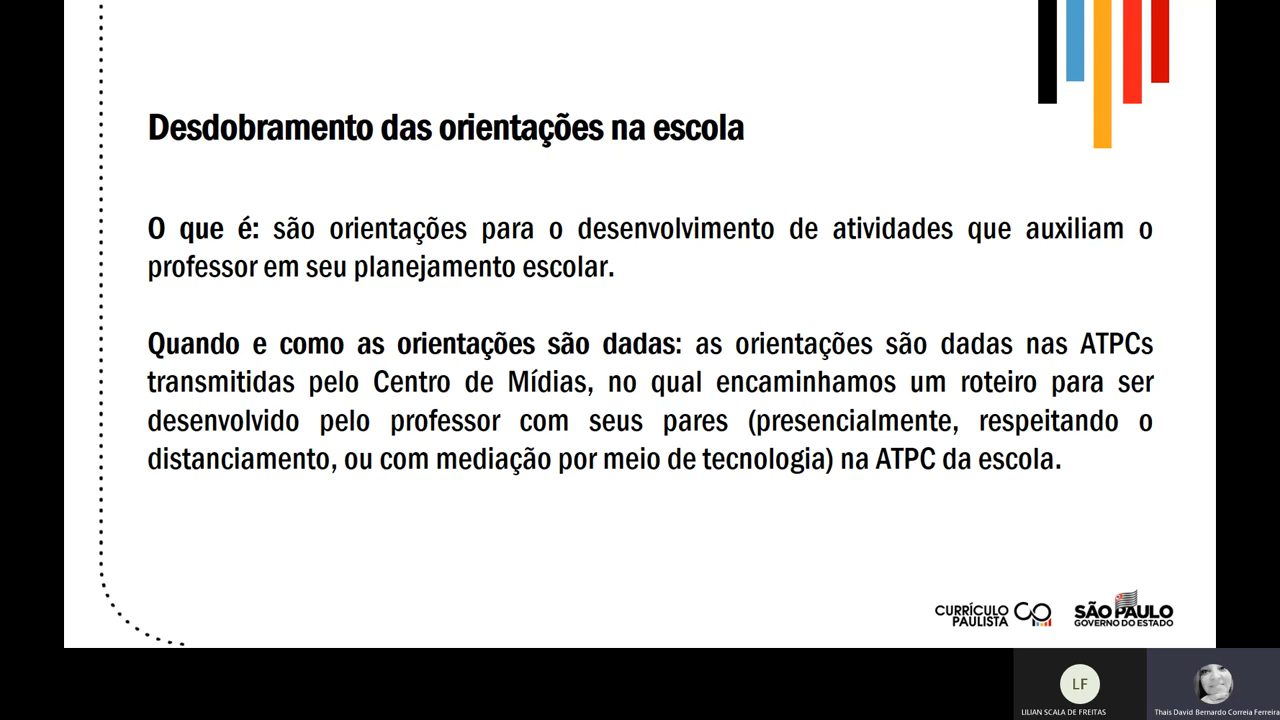 Desdobramento das orientações na escola
O que é: são orientações para o desenvolvimento de atividades que auxiliam o
professor em seu planejamento escolar.
Quando e como as orientações são dadas: as orientações são dadas nas ATPCs
transmitidas pelo Centro de Mídias, no qual encaminhamos um roteiro para ser
desenvolvido pelo professor com seus pares (presencialmente, respeitando o
distanciamento, ou com mediação por meio de tecnologia) na ATPC da escola.
CURRÍCULO
PAULISTA
SÃO PAULO
GOVERNO DO ESTADO
LF
LILIAN SCALA DE FREITAS
Thais David Bernardo Correia Ferreira